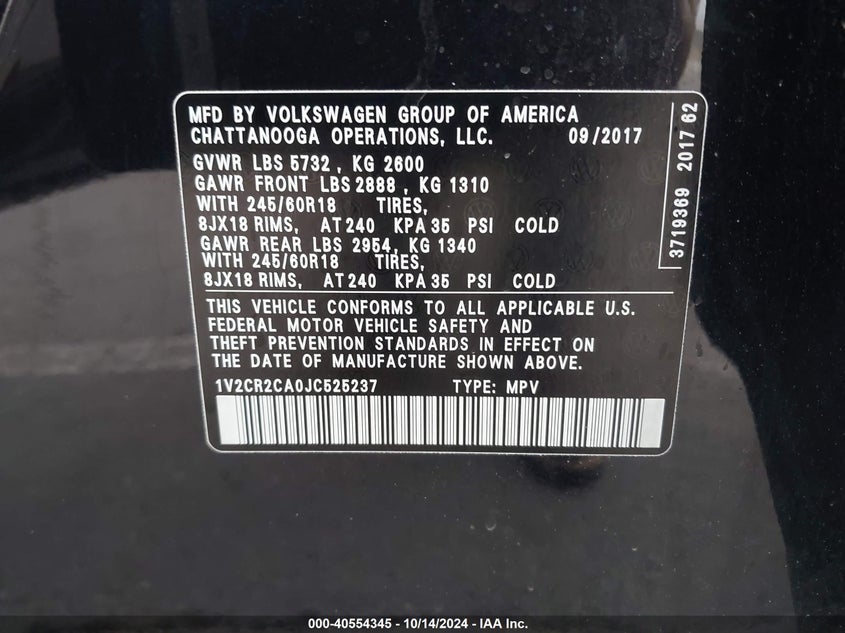 MFD BY VOLKSWAGEN GROUP OF AMERICA
CHATTANOOGA OPERATIONS, LLC. 09/2017
GVWR LBS 5732 , KG 2600
GAWR FRONT LBS 2888 , KG 1310
WITH 245/60R18 TIRES,
8JX18 RIMS, AT 240 KPA 35 PSI COLD
GAWR REAR LBS 2954, KG 1340
WITH 245/60R18 TIRES,
8JX18 RIMS, AT 240 KPA 35 PSI COLD
THIS VEHICLE CONFORMS TO ALL APPLICABLE U.S.
FEDERAL MOTOR VEHICLE SAFETY AND
THEFT PREVENTION STANDARDS IN EFFECT ON
THE DATE OF MANUFACTURE SHOWN ABOVE.
1V2CR2CA0JC525237 TYPE: MPV
3719369 2017 62
000-40554345 - 10/14/2024 - IAA Inc.